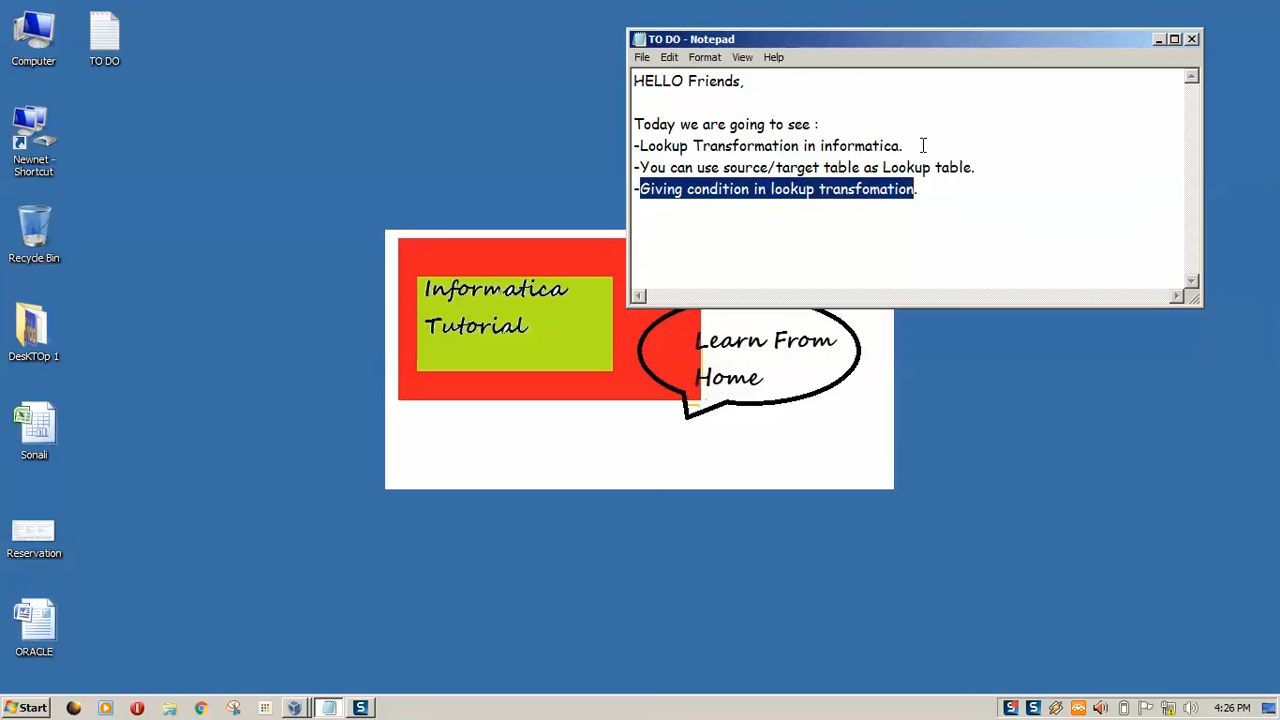 Computer
TO DO
Newnet -
Shortcut
Recycle Bin
DesKTOp 1
Sonali
Reservation
ORACLE
TO DO - Notepad
File Edit Format View Help
HELLO Friends,
Today we are going to see :
-Lookup Transformation in informatica.
-You can use source/target table as Lookup table.
-Giving condition in lookup transfomation.
Informatica
Tutorial
Learn From
Home
Start
4:26 PM